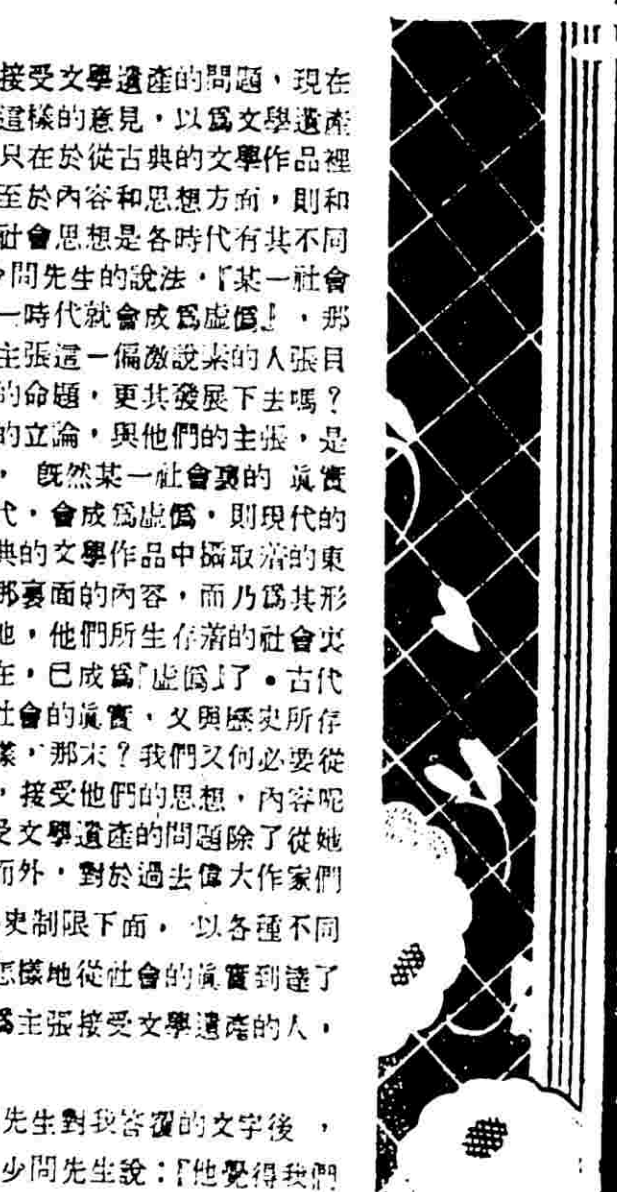 接受文學遺產的問題，現在
這樣的意見，以爲文學遺產
只在於從古典的文學作品裡
至於內容和思想方面，則和
社會思想是各時代有其不同
少問先生的說法，『某一社會
一時代就會成爲虛僞』，那
主張這一偏激說素的人張目
的命題，更其發展下去嗎？
的立論，與他們的主張，是
， 旣然某一社會裏的 眞實
代，會成爲虛僞，則現代的
典的文學作品中攝取着的東
那裏面的內容，而乃爲其形
地，他們所生存着的社會
在，已成爲『虛僞』了。古代
社會的眞實，又與歷史所存
樣，那末？我們又何必要從
，接受他們的思想，內容呢
受文學遺產的問題除了從她
而外，對於過去偉大作家們
史制限下面， 以各種不同
怎樣地從社會的眞實到達了
爲主張接受文學遺產的人，
先生對我答覆的文字後 ，
少問先生說：『他覺得我們